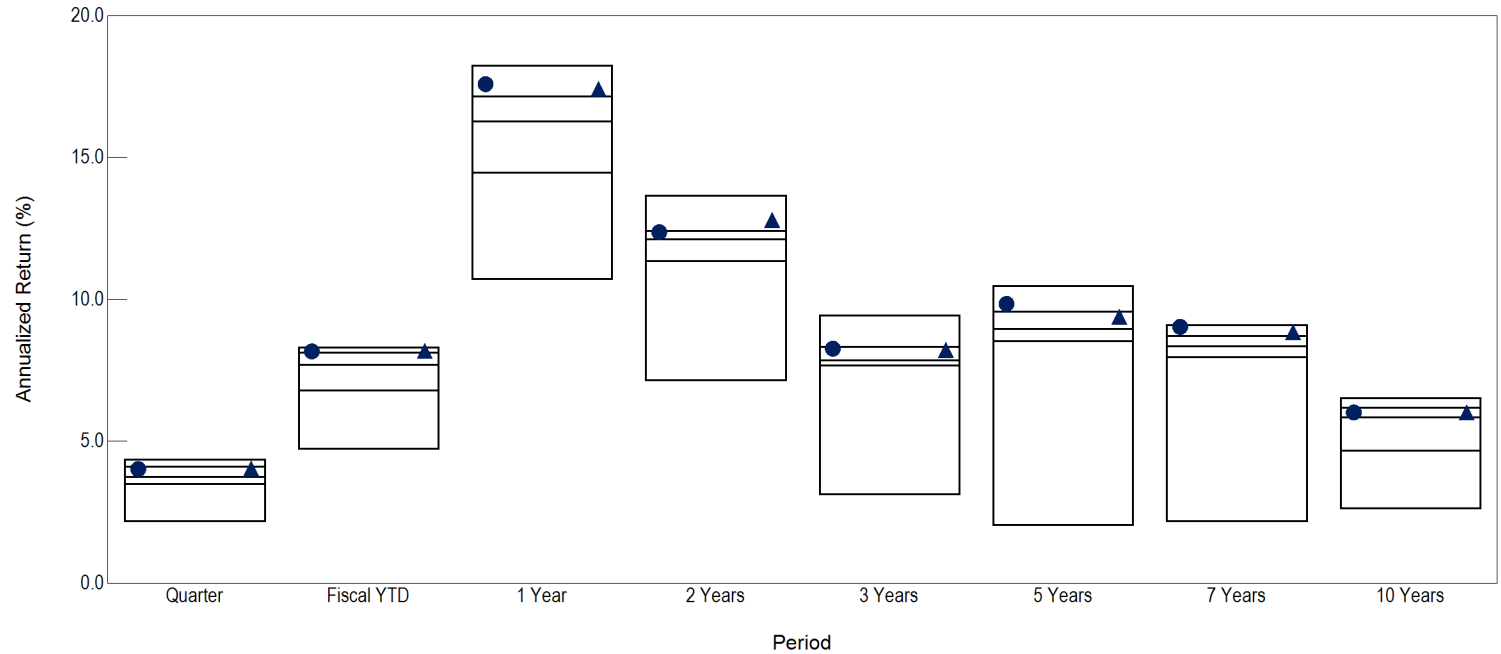 20.0
15.0
10.0
5.0
0.0
Annualized Return (%)
Quarter
Fiscal YTD
1 Year
2 Years
3 Years
5 Years
7 Years
10 Years
Period